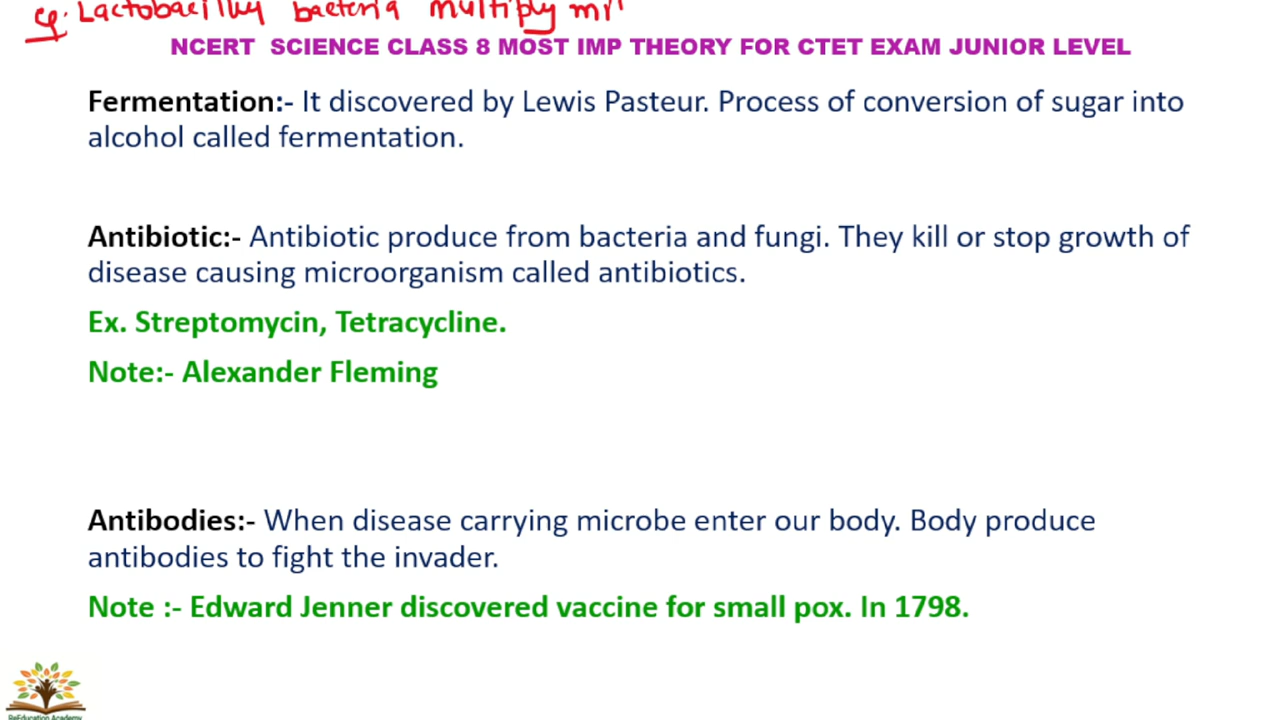 eg. Lactobacillus bacteria multiply
NCERT SCIENCE CLASS 8 MOST IMP THEORY FOR CTET EXAM JUNIOR LEVEL
Fermentation:- It discovered by Lewis Pasteur. Process of conversion of sugar into
alcohol called fermentation.
Antibiotic:- Antibiotic produce from bacteria and fungi. They kill or stop growth of
disease causing microorganism called antibiotics.
Ex. Streptomycin, Tetracycline.
Note:- Alexander Fleming
Antibodies:- When disease carrying microbe enter our body. Body produce
antibodies to fight the invader.
Note :- Edward Jenner discovered vaccine for small pox. In 1798.